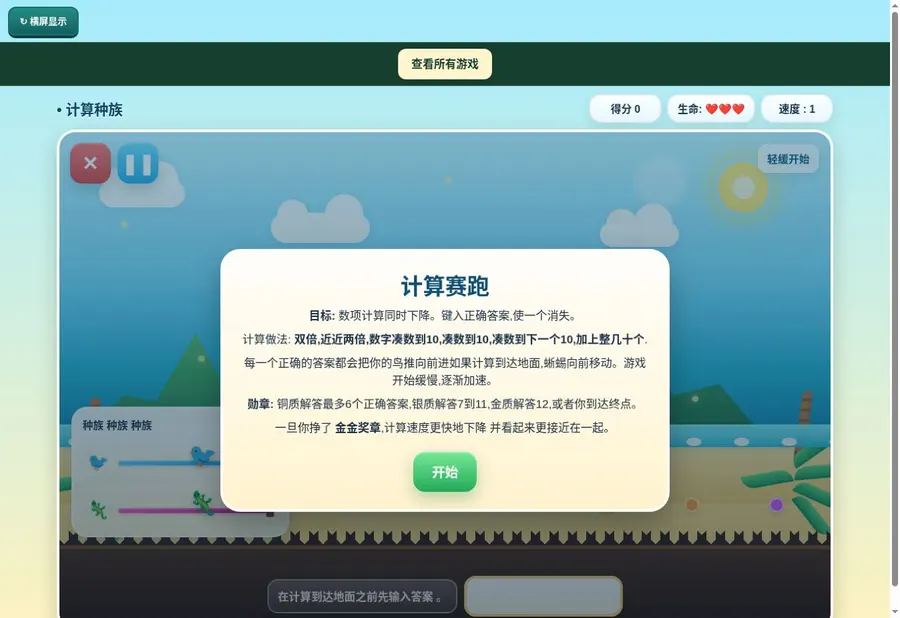 ↻ 横屏显示
查看所有游戏
• 计算种族
得分 0
生命: ❤️❤️❤️
速度 : 1
轻缓开始
计算赛跑
目标: 数项计算同时下降。键入正确答案,使一个消失。
计算做法: 双倍,近近两倍,数字凑数到10,凑数到10,凑数到下一个10,加上整几十个.
每一个正确的答案都会把你的鸟推向前进如果计算到达地面,蜥蜴向前移动。游戏
开始缓慢,逐渐加速。
勋章: 铜质解答最多6个正确答案,银质解答7到11,金质解答12,或者你到达终点。
一旦你挣了 金金奖章,计算速度更快地下降 并看起来更接近在一起。
开始
种族 种族 种族
在计算到达地面之前先输入答案 。